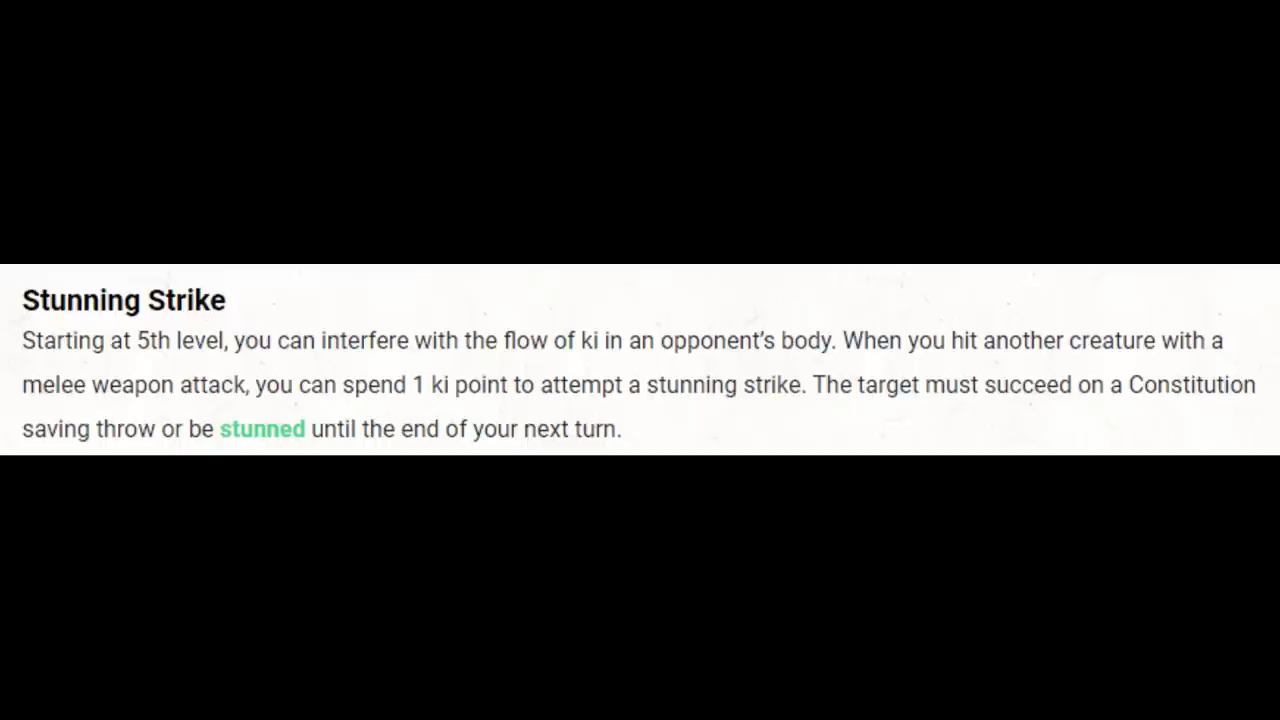 Stunning Strike
Starting at 5th level, you can interfere with the flow of ki in an opponent’s body. When you hit another creature with a
melee weapon attack, you can spend 1 ki point to attempt a stunning strike. The target must succeed on a Constitution
saving throw or be stunned until the end of your next turn.